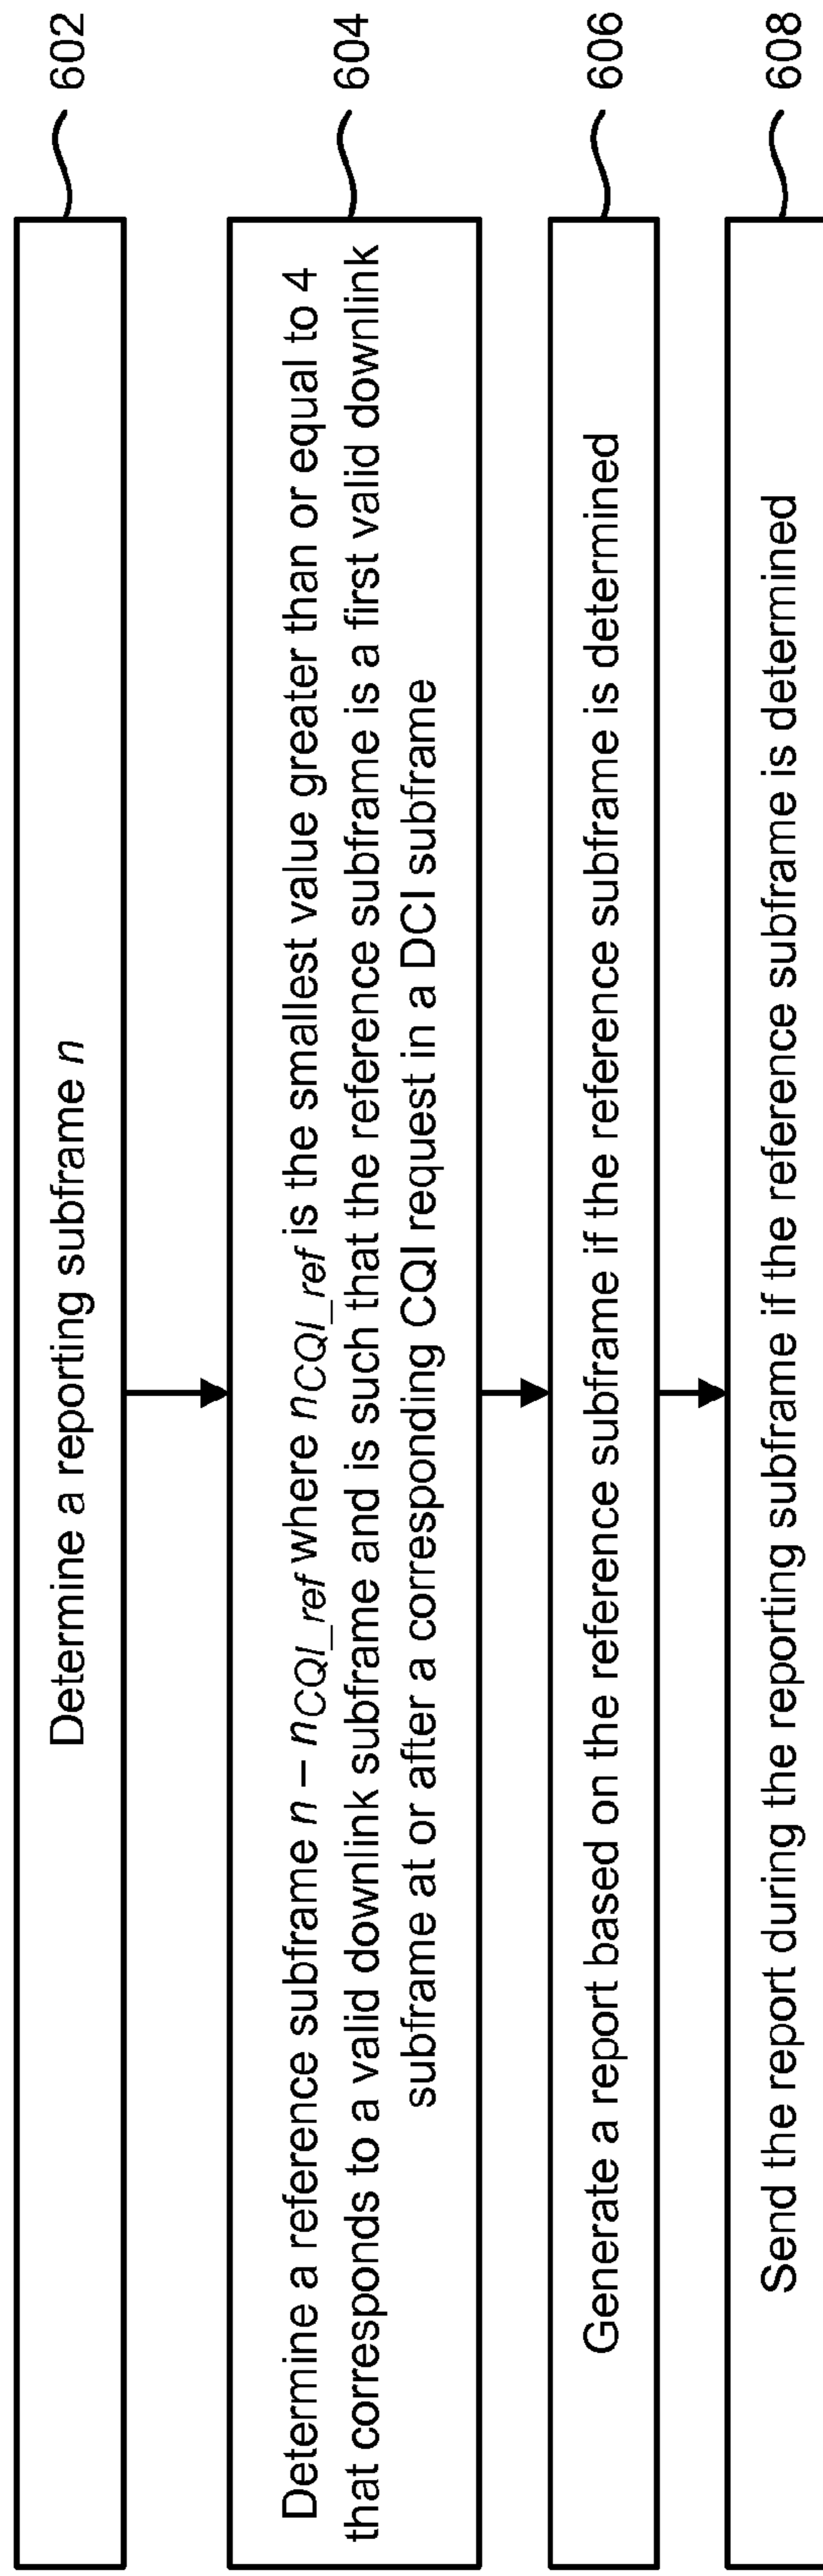 Determine a reporting subframe n
602
Determine a reference subframe n – nCQI_ref where nCQI_ref is the smallest value greater than or equal to 4
that corresponds to a valid downlink subframe and is such that the reference subframe is a first valid downlink
subframe at or after a corresponding CQI request in a DCI subframe
604
Generate a report based on the reference subframe if the reference subframe is determined
606
Send the report during the reporting subframe if the reference subframe is determined
608